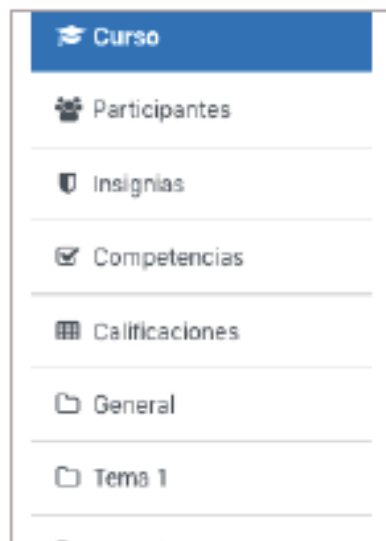 Curso
Participantes
Insignias
Competencias
Calificaciones
General
Tema 1